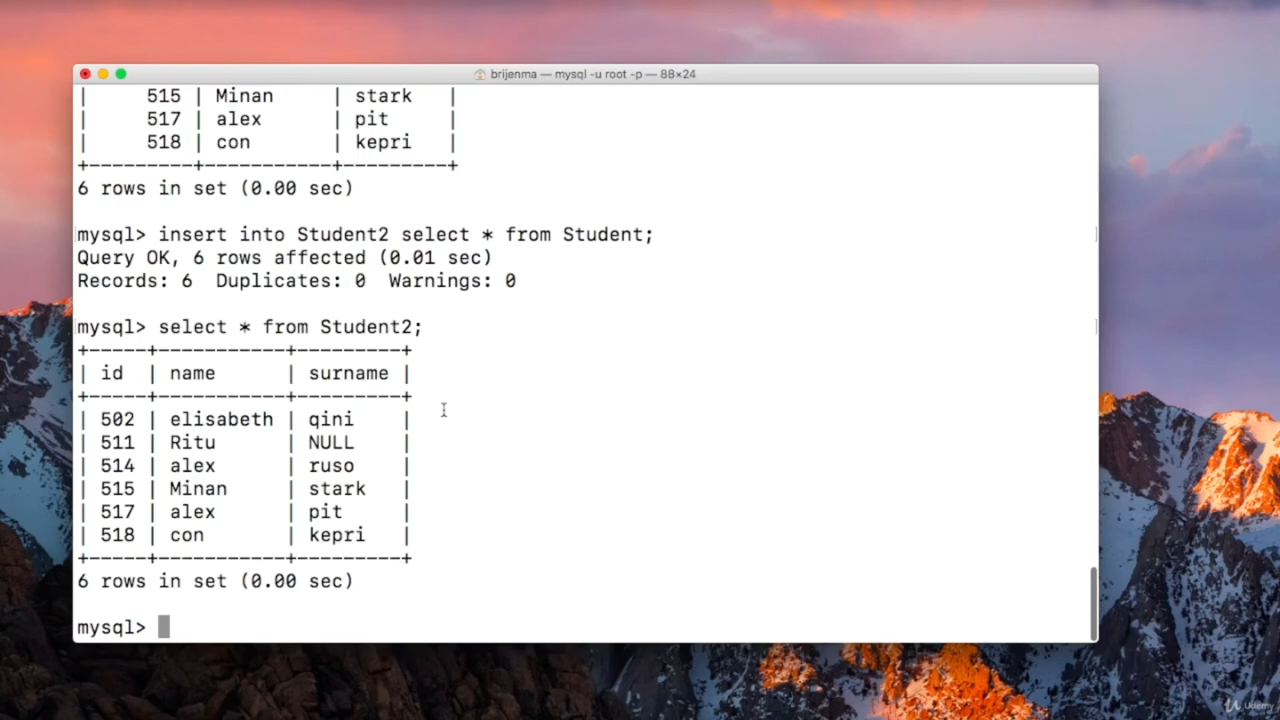 brijenma — mysql -u root -p — 88×24
|      515 | Minan     | stark   |
|      517 | alex      | pit     |
|      518 | con       | kepri   |
+----------+-----------+---------+
6 rows in set (0.00 sec)
mysql> insert into Student2 select * from Student;
Query OK, 6 rows affected (0.01 sec)
Records: 6  Duplicates: 0  Warnings: 0
mysql> select * from Student2;
+-----+-----------+---------+
| id  | name      | surname |
+-----+-----------+---------+
| 502 | elisabeth | qini    |
| 511 | Ritu      | NULL    |
| 514 | alex      | ruso    |
| 515 | Minan     | stark   |
| 517 | alex      | pit     |
| 518 | con       | kepri   |
+-----+-----------+---------+
6 rows in set (0.00 sec)
mysql>
Udemy